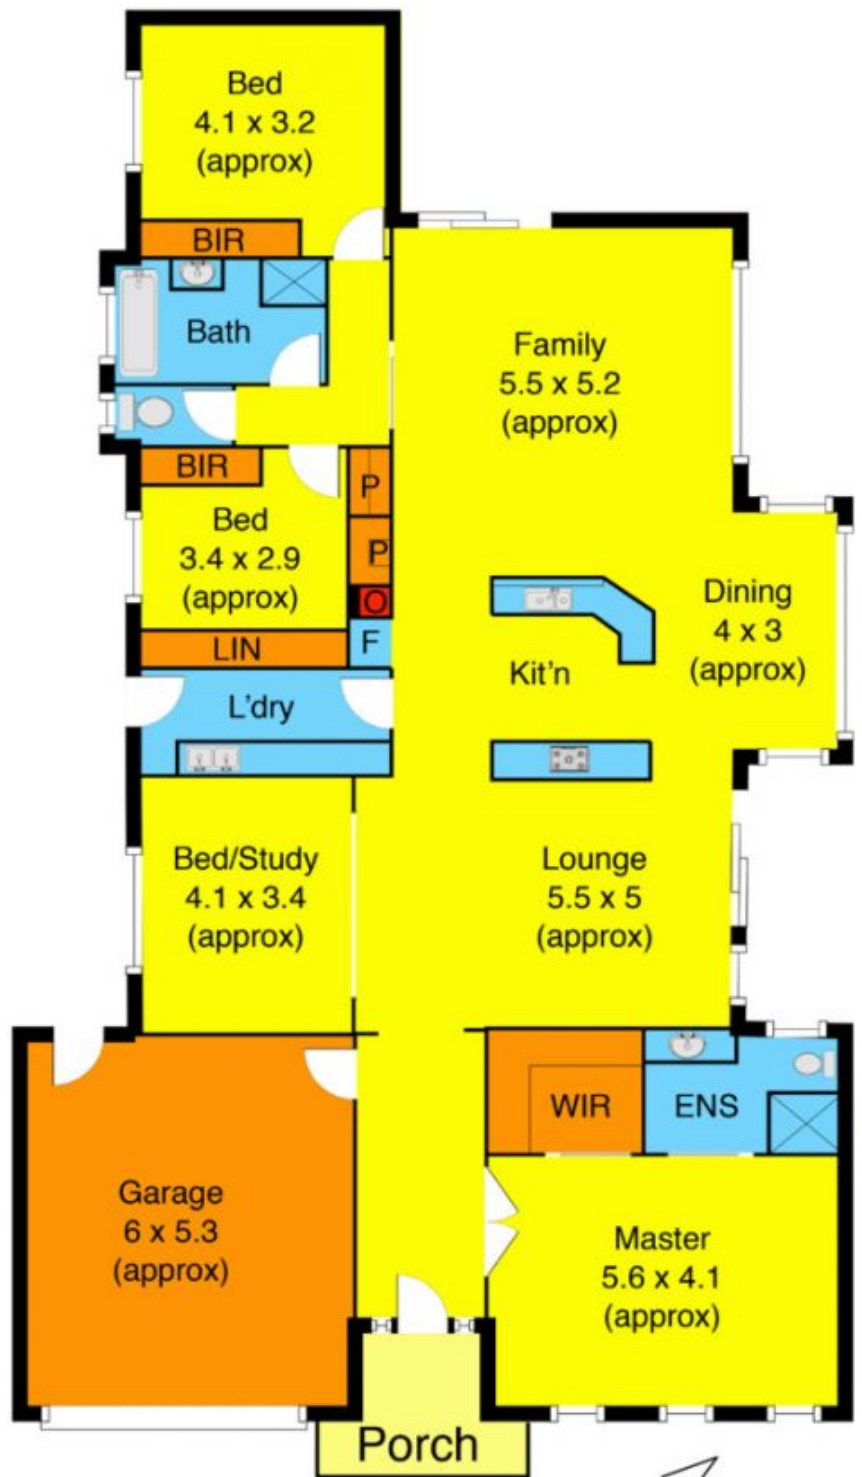 Bed
4.1 x 3.2
(approx)
BIR
Bath
Family
5.5 x 5.2
(approx)
BIR
P
Bed
3.4 x 2.9
(approx)
P
O
Dining
4 x 3
(approx)
LIN
F
Kit'n
L'dry
Bed/Study
4.1 x 3.4
(approx)
Lounge
5.5 x 5
(approx)
WIR
ENS
Garage
6 x 5.3
(approx)
Master
5.6 x 4.1
(approx)
Porch